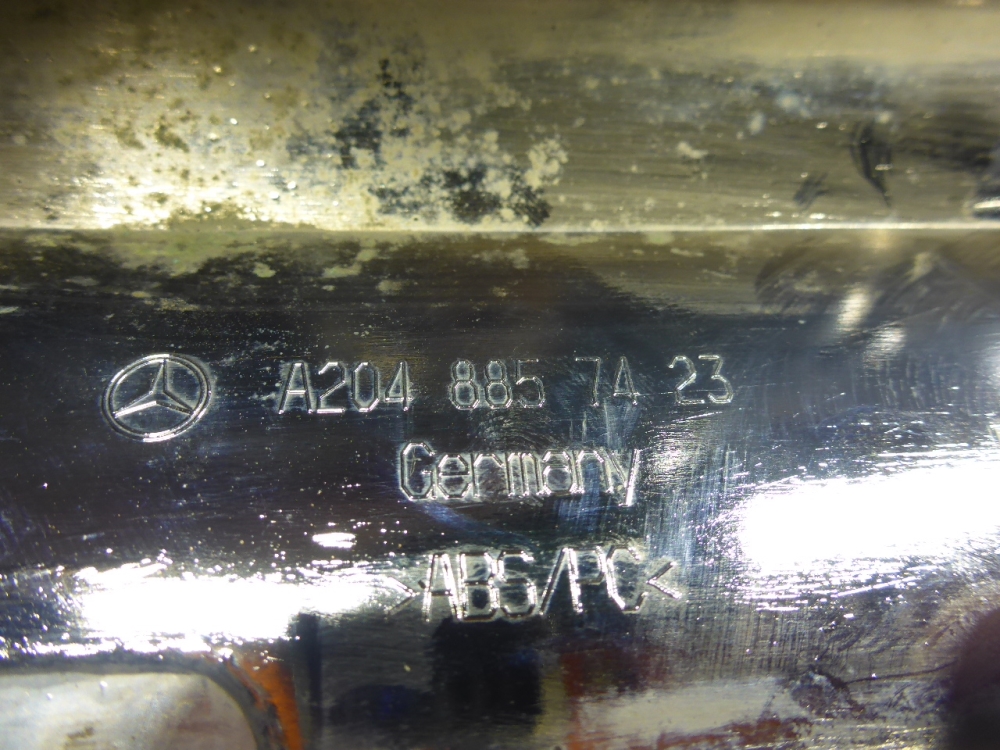 A204 885 74 23
Germany
>ABS/PC<